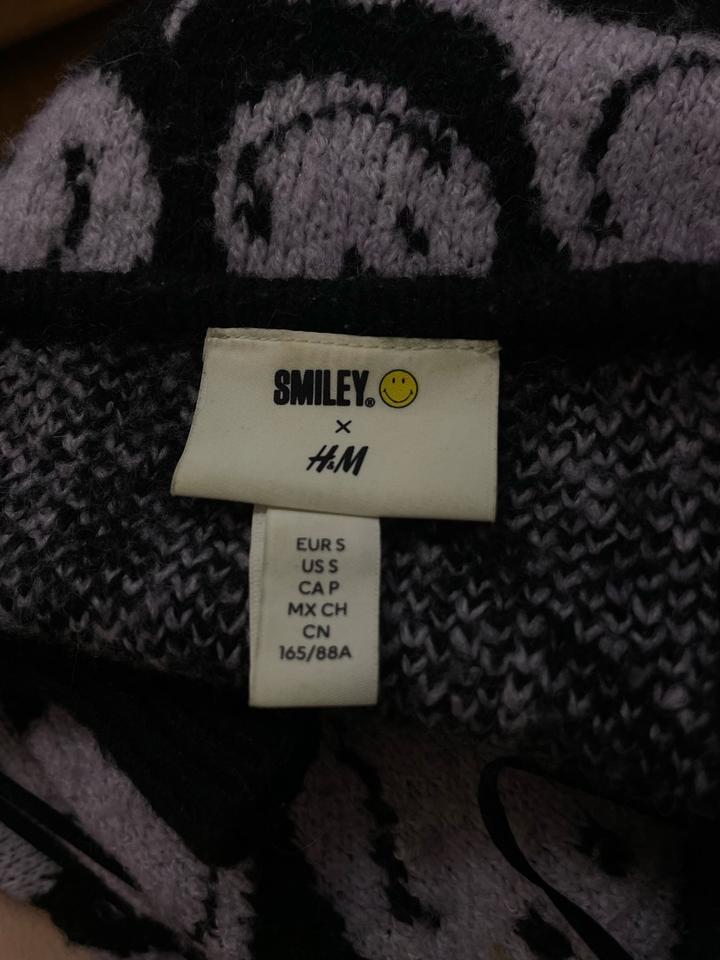 SMILEY®
×
H&M
EUR S
US S
CA P
MX CH
CN
165/88A